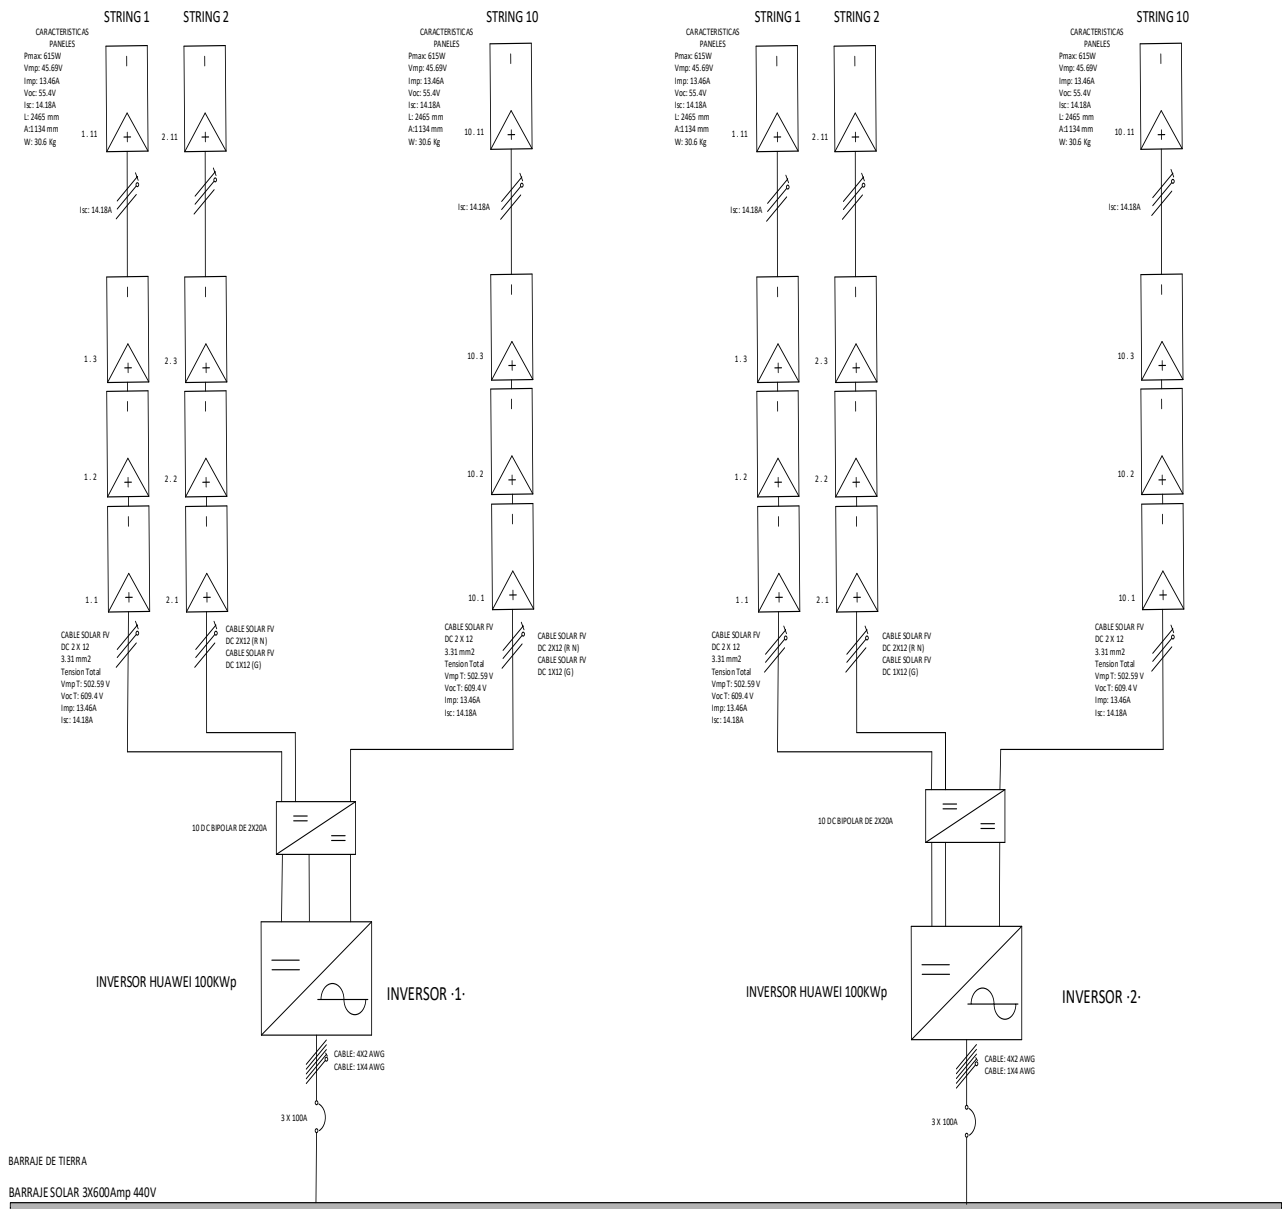 STRING 1
STRING 2
STRING 10
STRING 1
STRING 2
STRING 10
CARACTERISTICAS
PANELES
Pmax: 615W
Vmp: 45.69V
Imp: 13.46A
Voc: 55.4V
Isc: 14.18A
L: 2465 mm
A:1134 mm
W: 30.6 Kg
1 . 11
2 . 11
CARACTERISTICAS
PANELES
Pmax: 615W
Vmp: 45.69V
Imp: 13.46A
Voc: 55.4V
Isc: 14.18A
L: 2465 mm
A:1134 mm
W: 30.6 Kg
10 . 11
CARACTERISTICAS
PANELES
Pmax: 615W
Vmp: 45.69V
Imp: 13.46A
Voc: 55.4V
Isc: 14.18A
L: 2465 mm
A:1134 mm
W: 30.6 Kg
1 . 11
2 . 11
CARACTERISTICAS
PANELES
Pmax: 615W
Vmp: 45.69V
Imp: 13.46A
Voc: 55.4V
Isc: 14.18A
L: 2465 mm
A:1134 mm
W: 30.6 Kg
10 . 11
Isc: 14.18A
Isc: 14.18A
Isc: 14.18A
Isc: 14.18A
1 . 3
2 . 3
10 . 3
1 . 3
2 . 3
10 . 3
1 . 2
2 . 2
10 . 2
1 . 2
2 . 2
10 . 2
1 . 1
2 . 1
10 . 1
1 . 1
2 . 1
10 . 1
CABLE SOLAR FV
DC 2 X 12
3.31 mm2
Tension Total
Vmp T: 502.59 V
Voc T: 609.4 V
Imp: 13.46A
Isc: 14.18A
CABLE SOLAR FV
DC 2X12 (R N)
CABLE SOLAR FV
DC 1X12 (G)
CABLE SOLAR FV
DC 2 X 12
3.31 mm2
Tension Total
Vmp T: 502.59 V
Voc T: 609.4 V
Imp: 13.46A
Isc: 14.18A
CABLE SOLAR FV
DC 2X12 (R N)
CABLE SOLAR FV
DC 1X12 (G)
CABLE SOLAR FV
DC 2 X 12
3.31 mm2
Tension Total
Vmp T: 502.59 V
Voc T: 609.4 V
Imp: 13.46A
Isc: 14.18A
CABLE SOLAR FV
DC 2X12 (R N)
CABLE SOLAR FV
DC 1X12 (G)
CABLE SOLAR FV
DC 2 X 12
3.31 mm2
Tension Total
Vmp T: 502.59 V
Voc T: 609.4 V
Imp: 13.46A
Isc: 14.18A
10 DC BIPOLAR DE 2X20A
10 DC BIPOLAR DE 2X20A
INVERSOR HUAWEI 100KWp
INVERSOR ·1·
INVERSOR HUAWEI 100KWp
INVERSOR ·2·
CABLE: 4X2 AWG
CABLE: 1X4 AWG
CABLE: 4X2 AWG
CABLE: 1X4 AWG
3 X 100A
3 X 100A
BARRAJE DE TIERRA
BARRAJE SOLAR 3X600Amp 440V